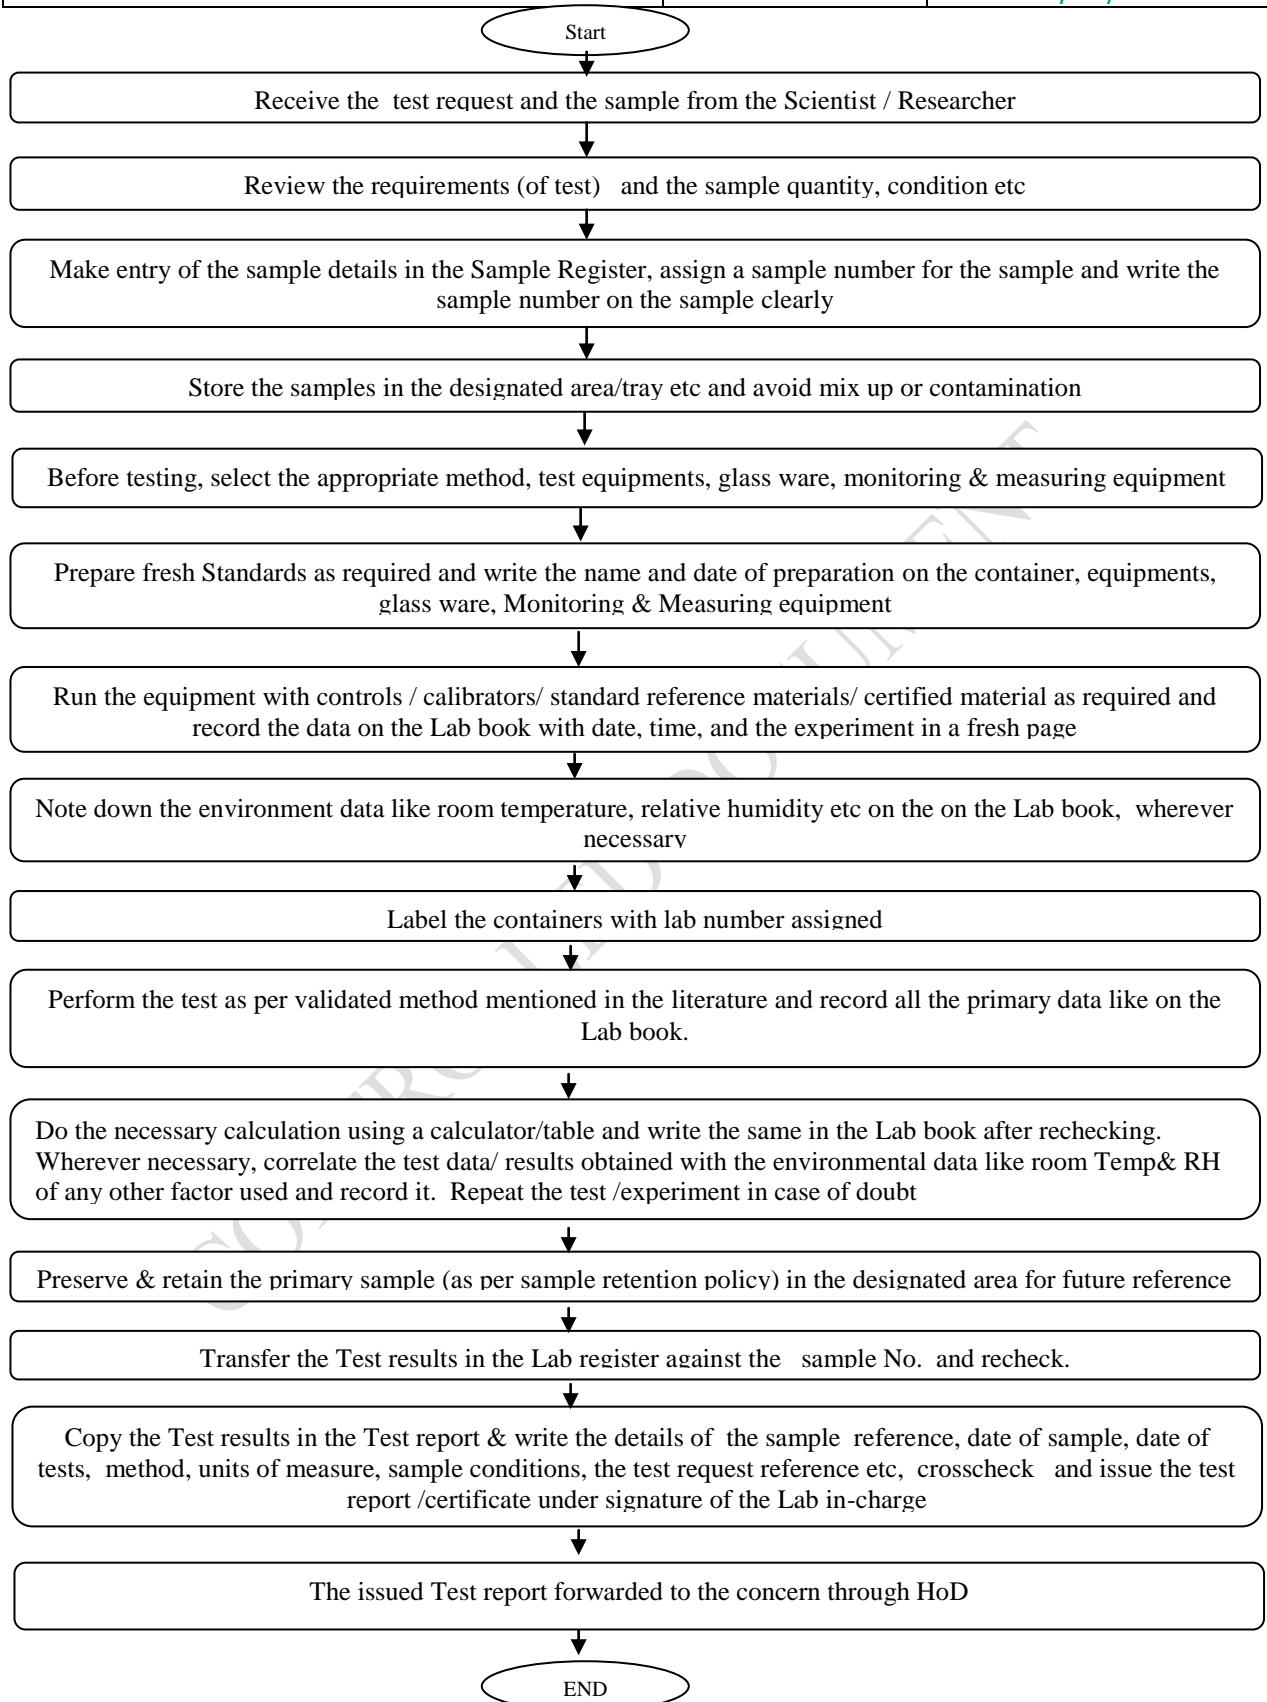 Start
Receive the test request and the sample from the Scientist / Researcher
Review the requirements (of test) and the sample quantity, condition etc
Make entry of the sample details in the Sample Register, assign a sample number for the sample and write the
sample number on the sample clearly
Store the samples in the designated area/tray etc and avoid mix up or contamination
Before testing, select the appropriate method, test equipments, glass ware, monitoring & measuring equipment
Prepare fresh Standards as required and write the name and date of preparation on the container, equipments,
glass ware, Monitoring & Measuring equipment
Run the equipment with controls / calibrators/ standard reference materials/ certified material as required and
record the data on the Lab book with date, time, and the experiment in a fresh page
Note down the environment data like room temperature, relative humidity etc on the on the Lab book, wherever
necessary
Label the containers with lab number assigned
Perform the test as per validated method mentioned in the literature and record all the primary data like on the
Lab book.
Do the necessary calculation using a calculator/table and write the same in the Lab book after rechecking.
Wherever necessary, correlate the test data/ results obtained with the environmental data like room Temp& RH
of any other factor used and record it. Repeat the test /experiment in case of doubt
Preserve & retain the primary sample (as per sample retention policy) in the designated area for future reference
Transfer the Test results in the Lab register against the sample No. and recheck.
Copy the Test results in the Test report & write the details of the sample reference, date of sample, date of
tests, method, units of measure, sample conditions, the test request reference etc, crosscheck and issue the test
report /certificate under signature of the Lab in-charge
The issued Test report forwarded to the concern through HoD
END
CONTROLLED DOCUMENT